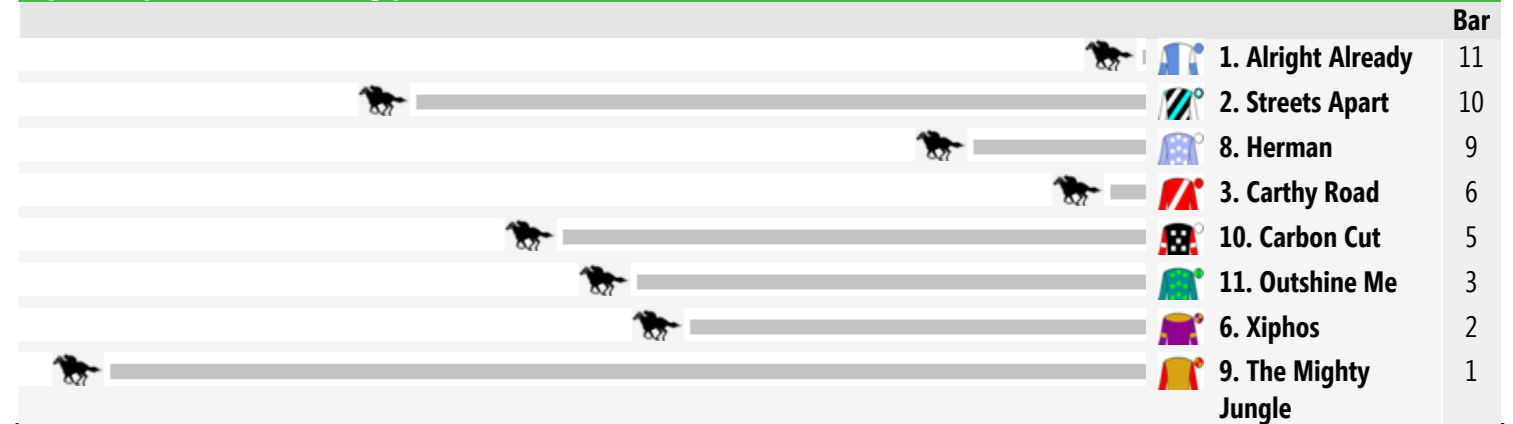 Bar
1. Alright Already 11
2. Streets Apart 10
8. Herman 9
3. Carthy Road 6
10. Carbon Cut 5
11. Outshine Me 3
6. Xiphos 2
9. The Mighty 1
Jungle